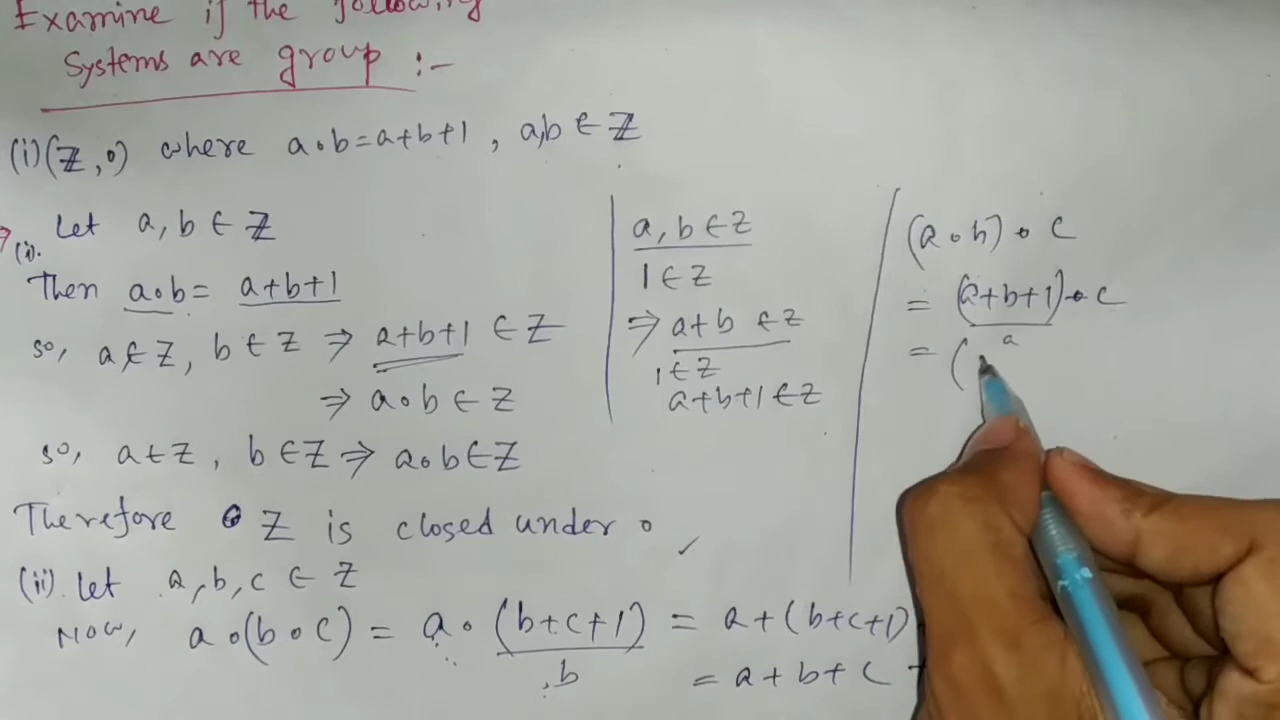 Examine if the following
Systems are group :-
(i)(ℤ,∘) where a∘b=a+b+1, a,b ∈ ℤ
Let a, b ∈ ℤ
(i).
Then a∘b = a+b+1
so, a∈Z, b∈Z ⇒ a+b+1 ∈ Z
⇒ a∘b ∈ Z
so, a∈Z, b∈Z ⇒ a∘b∈Z
Therefore Z is closed under ∘
(ii). Let a,b,c ∈ Z
Now, a∘(b∘c) = a∘(b+c+1) = a+(b+c+1)
,b
= a+b+c
a, b ∈ Z
1∈Z
⇒ a+b ∈Z
1∈Z
a+b+1∈Z
(a∘b)∘c
= (a+b+1)∘c
a
= (